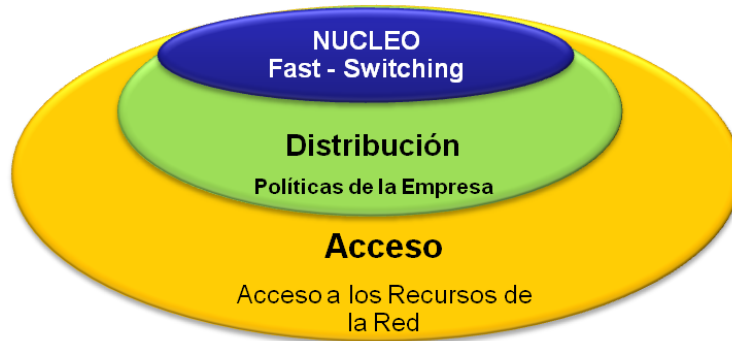 NUCLEO
Fast - Switching
Distribución
Políticas de la Empresa
Acceso
Acceso a los Recursos de
la Red